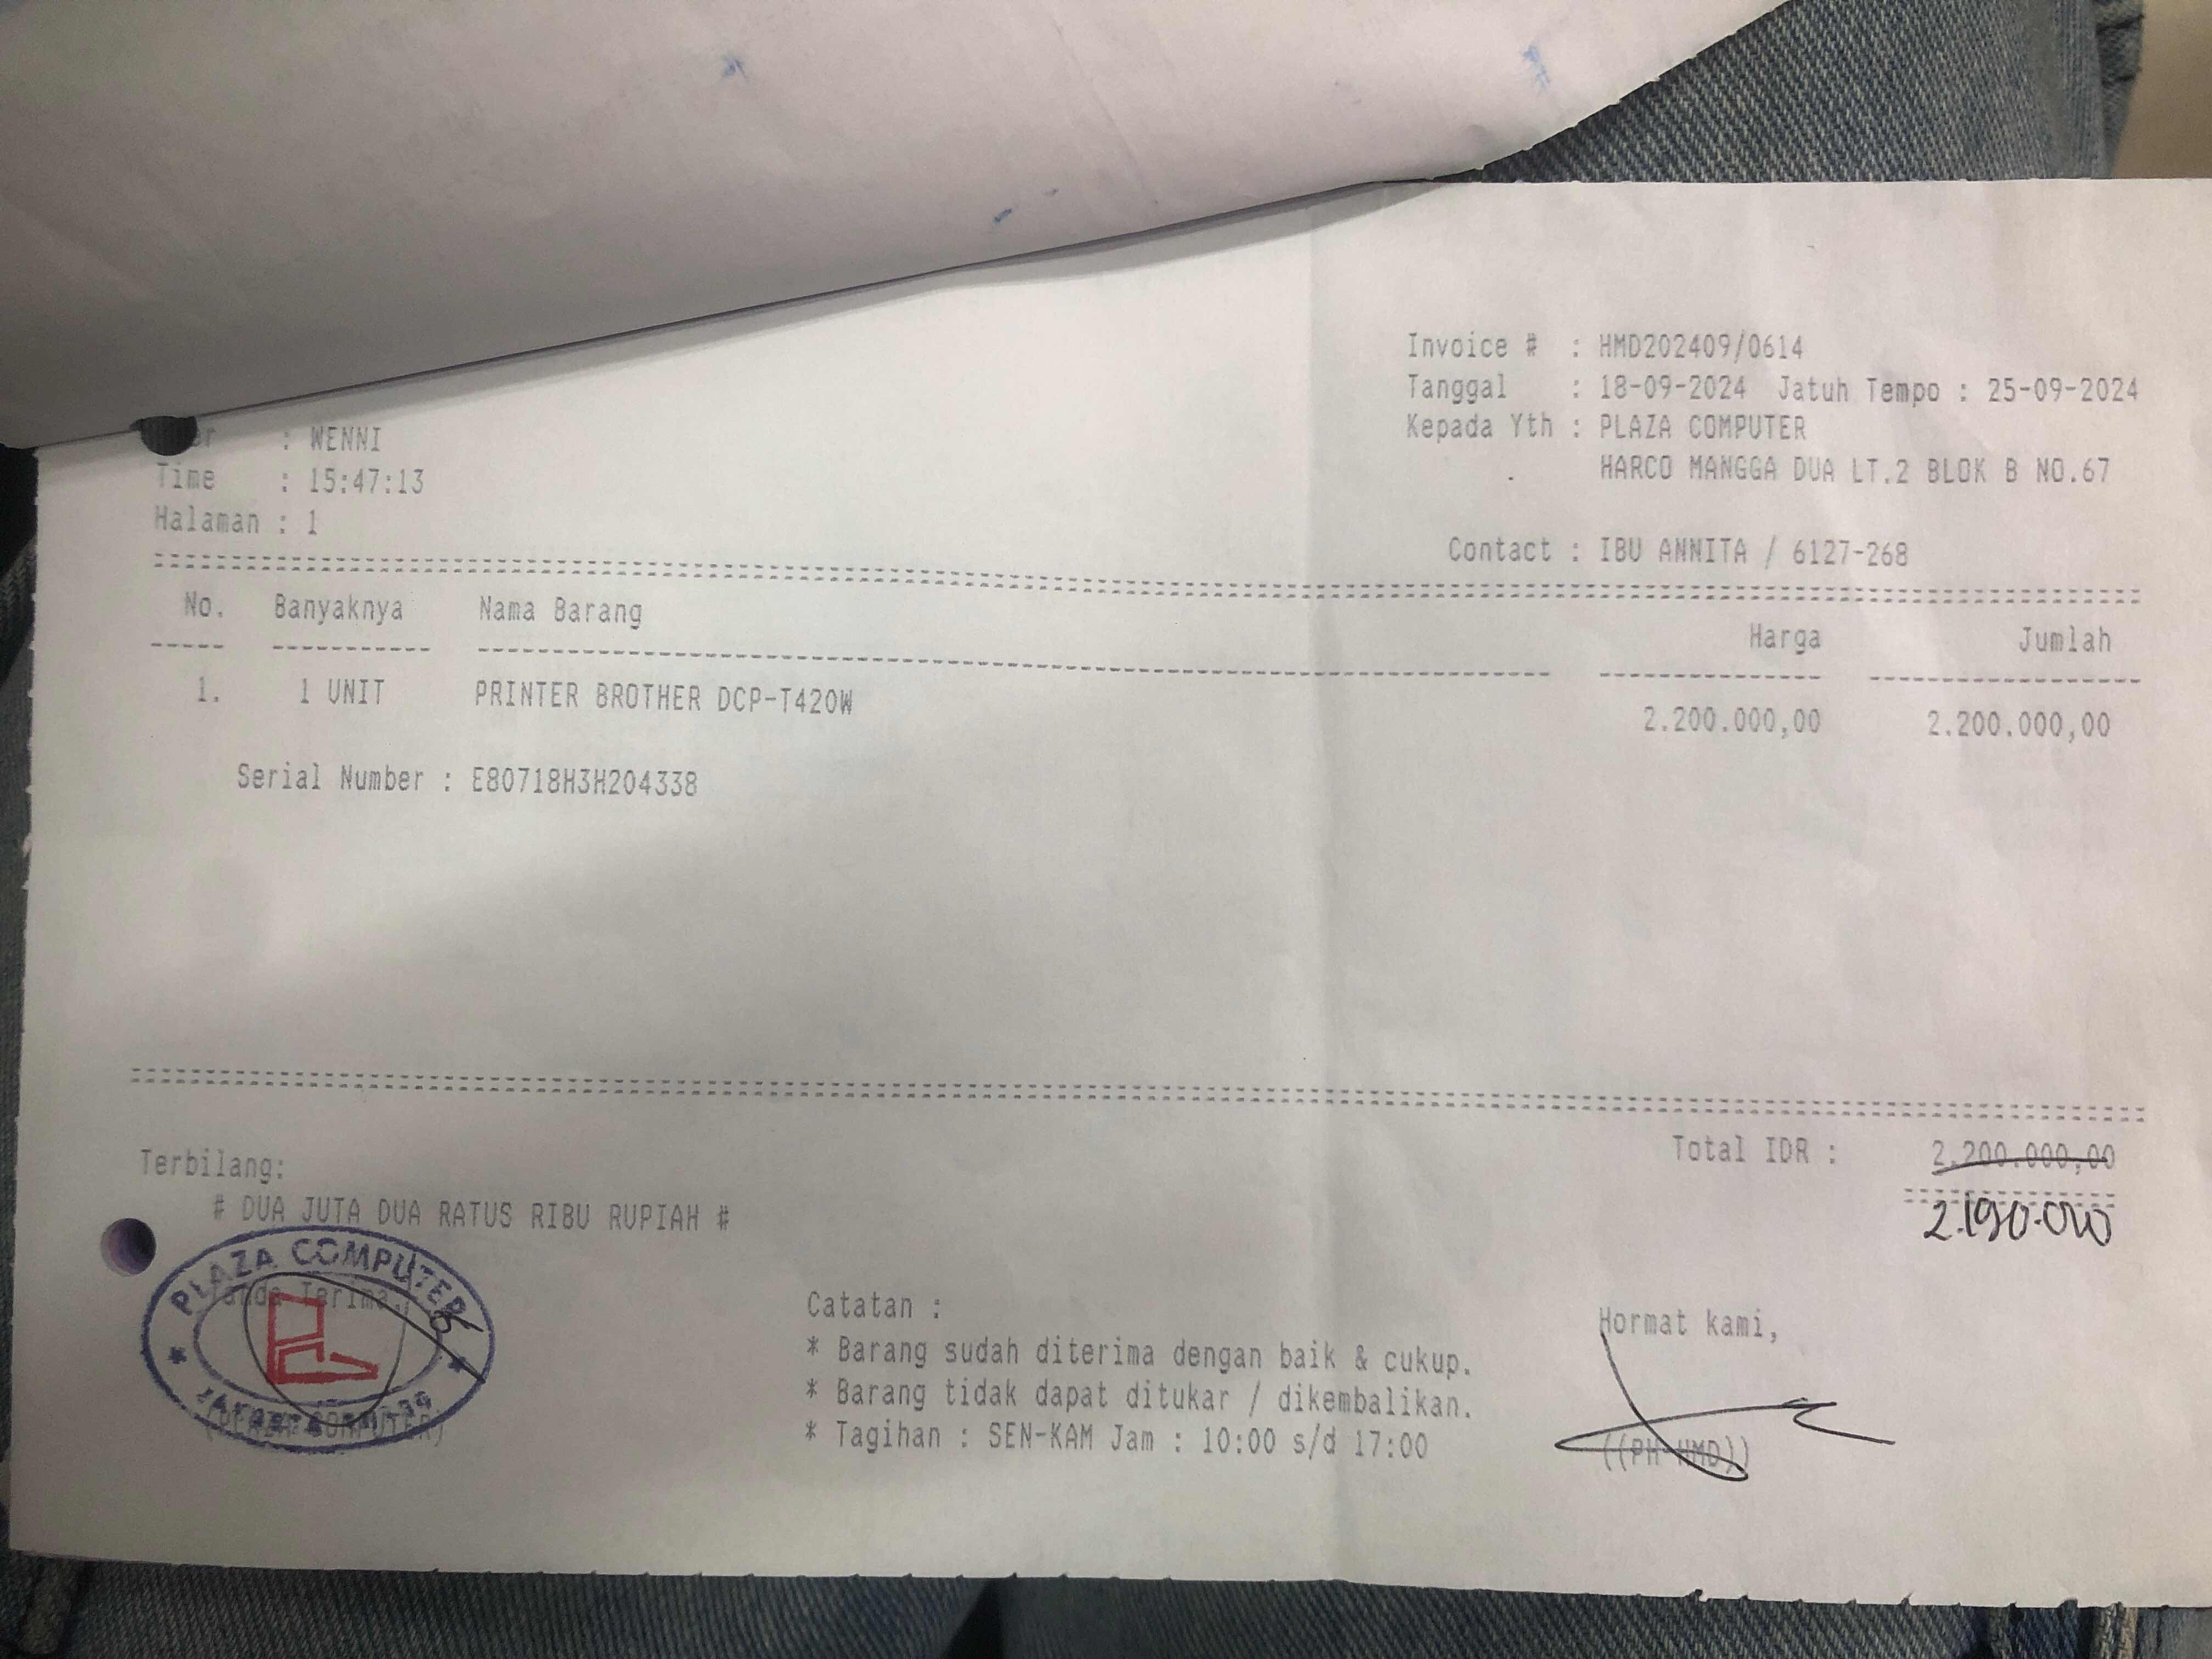 Invoice # : HMD202409/0614
Tanggal : 18-09-2024 Jatuh Tempo : 25-09-2024
Kepada Yth : PLAZA COMPUTER
HARCO MANGGA DUA LT.2 BLOK B NO.67
Contact : IBU ANNITA / 6127-268
: WENNI
Time : 15:47:13
Halaman : 1
No. Banyaknya Nama Barang Harga Jumlah
1. 1 UNIT PRINTER BROTHER DCP-T420W 2.200.000,00 2.200.000,00
Serial Number : E80718H3H204338
Total IDR : 2.200.000,00
2.190.000
Terbilang:
# DUA JUTA DUA RATUS RIBU RUPIAH #
PLAZA COMPUTER
Tanda Terima,
(PLAZA COMPUTER)
Catatan :
* Barang sudah diterima dengan baik & cukup.
* Barang tidak dapat ditukar / dikembalikan.
* Tagihan : SEN-KAM Jam : 10:00 s/d 17:00
Hormat kami,
((PH-HMD))